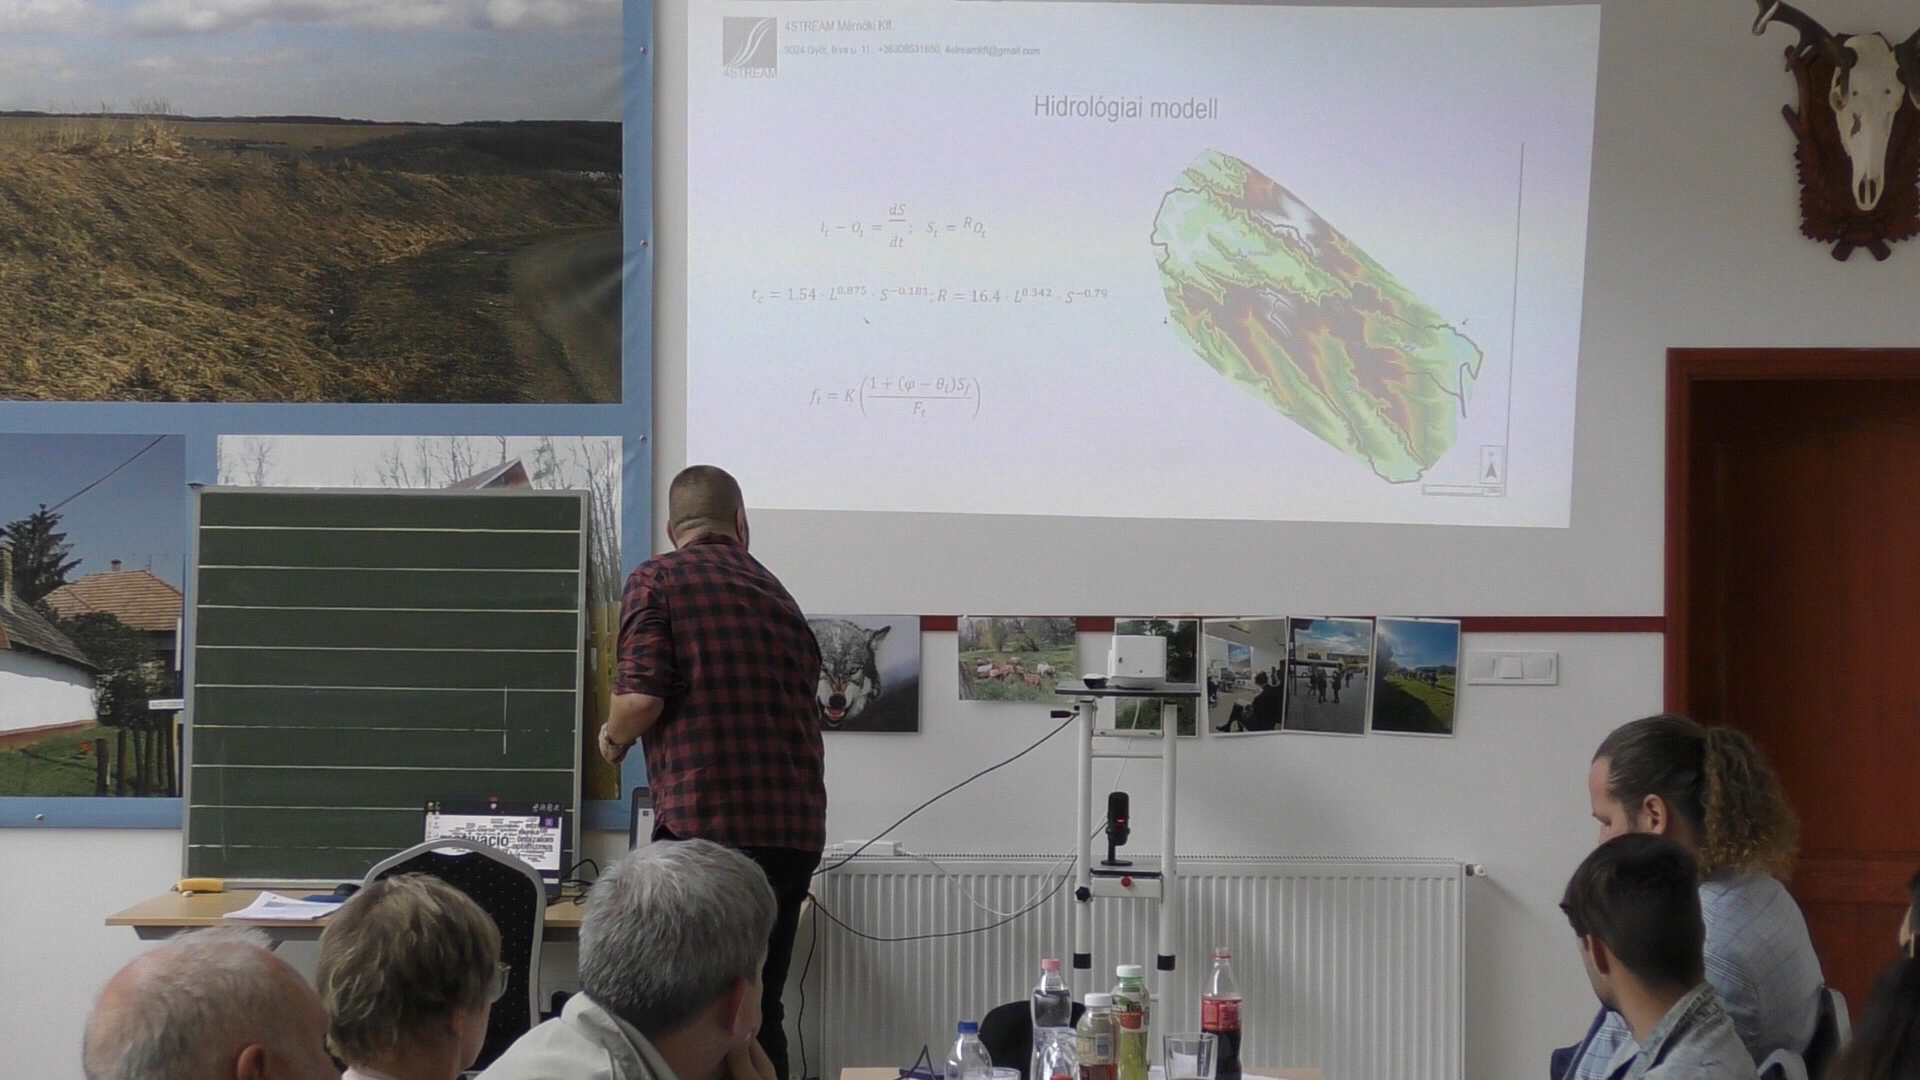 4STREAM Mérnöki Kft.
9024 Győr, Ikva u. 11., +36308531650, 4streamkft@gmail.com
4STREAM
Hidrológiai modell
I_t − O_t = dS/dt; S_t = R O_t
t_c = 1.54 · L^0.875 · S^−0.181; R = 16.4 · L^0.342 · S^−0.79
f_t = K (1 + (φ − θ_i)S_f / F_t)